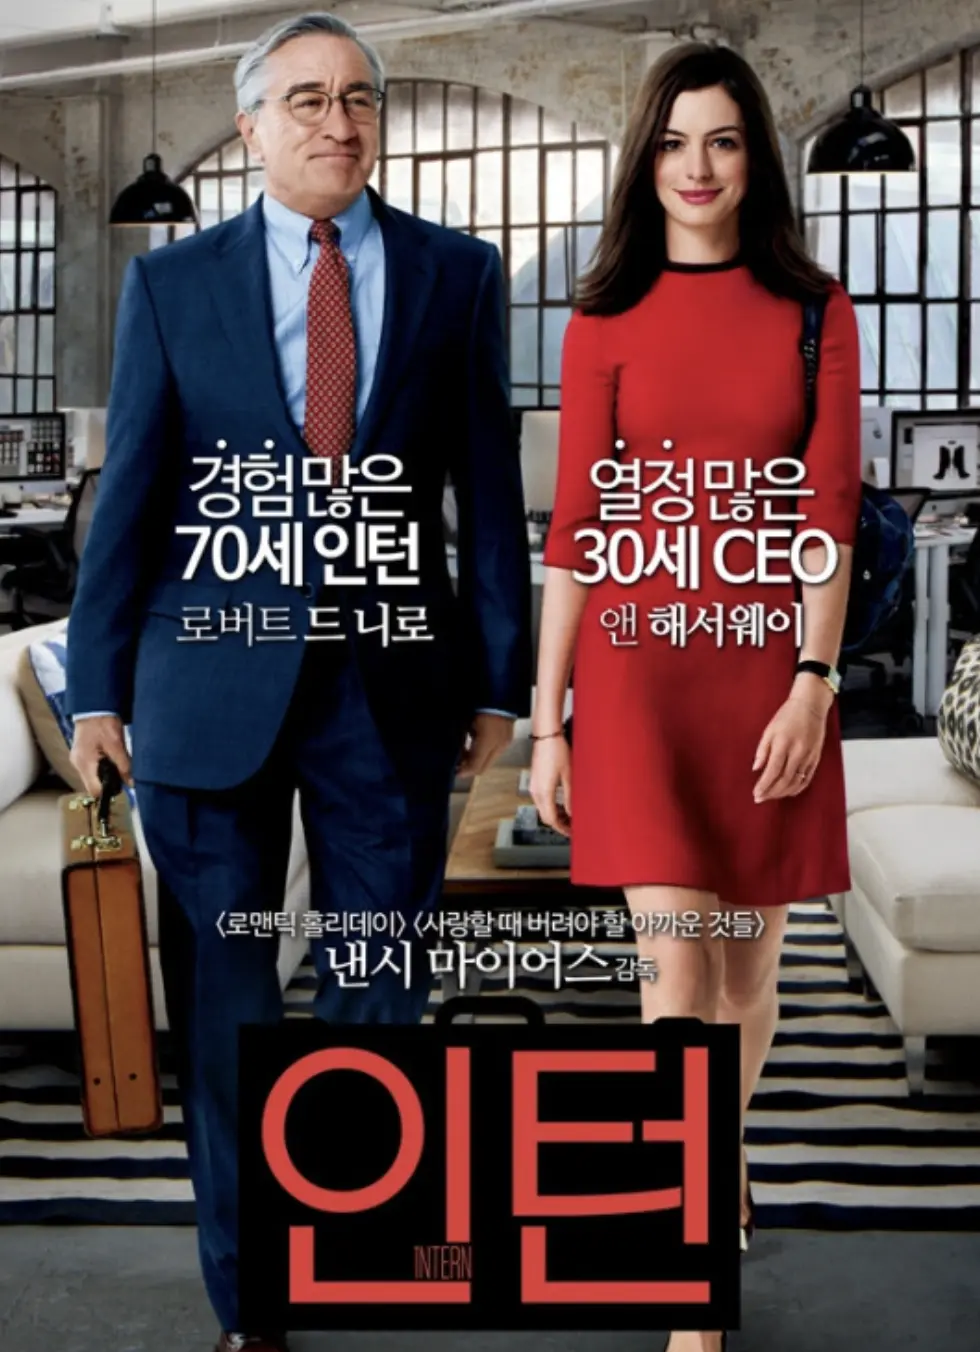 경험 많은
70세 인턴
로버트 드 니로
열정 많은
30세 CEO
앤 해서웨이
〈로맨틱 홀리데이〉 〈사랑할 때 버려야 할 아까운 것들〉
낸시 마이어스 감독
인턴
INTERN